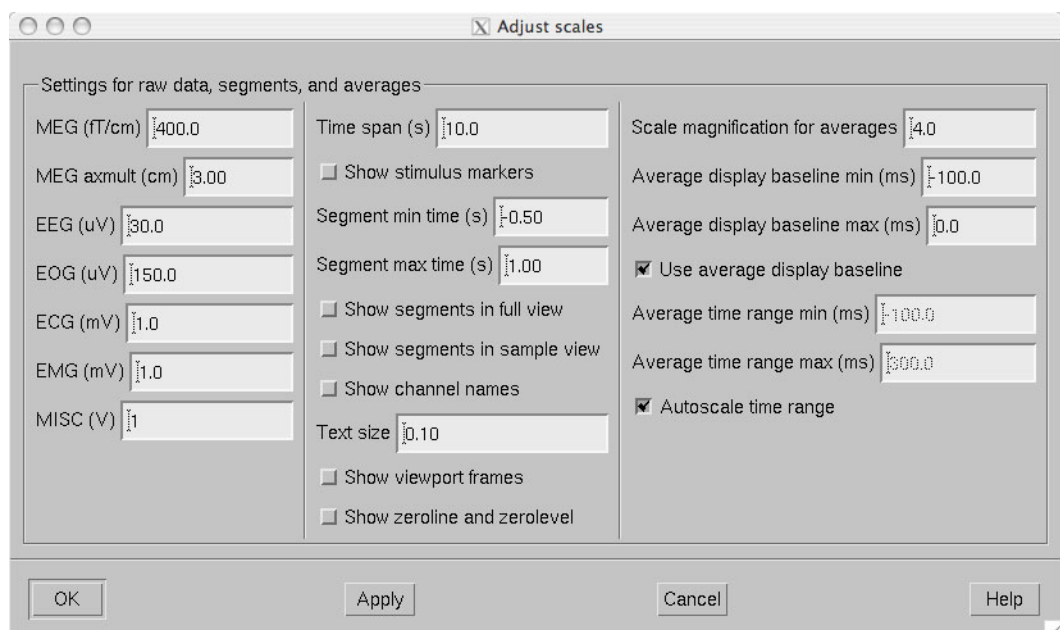 X Adjust scales
Settings for raw data, segments, and averages
MEG (fT/cm) 400.0
MEG axmult (cm) 3.00
EEG (uV) 30.0
EOG (uV) 150.0
ECG (mV) 1.0
EMG (mV) 1.0
MISC (V) 1
Time span (s) 10.0
Show stimulus markers
Segment min time (s) -0.50
Segment max time (s) 1.00
Show segments in full view
Show segments in sample view
Show channel names
Text size 0.10
Show viewport frames
Show zeroline and zerolevel
Scale magnification for averages 4.0
Average display baseline min (ms) -100.0
Average display baseline max (ms) 0.0
Use average display baseline
Average time range min (ms) -100.0
Average time range max (ms) 300.0
Autoscale time range
OK Apply Cancel Help